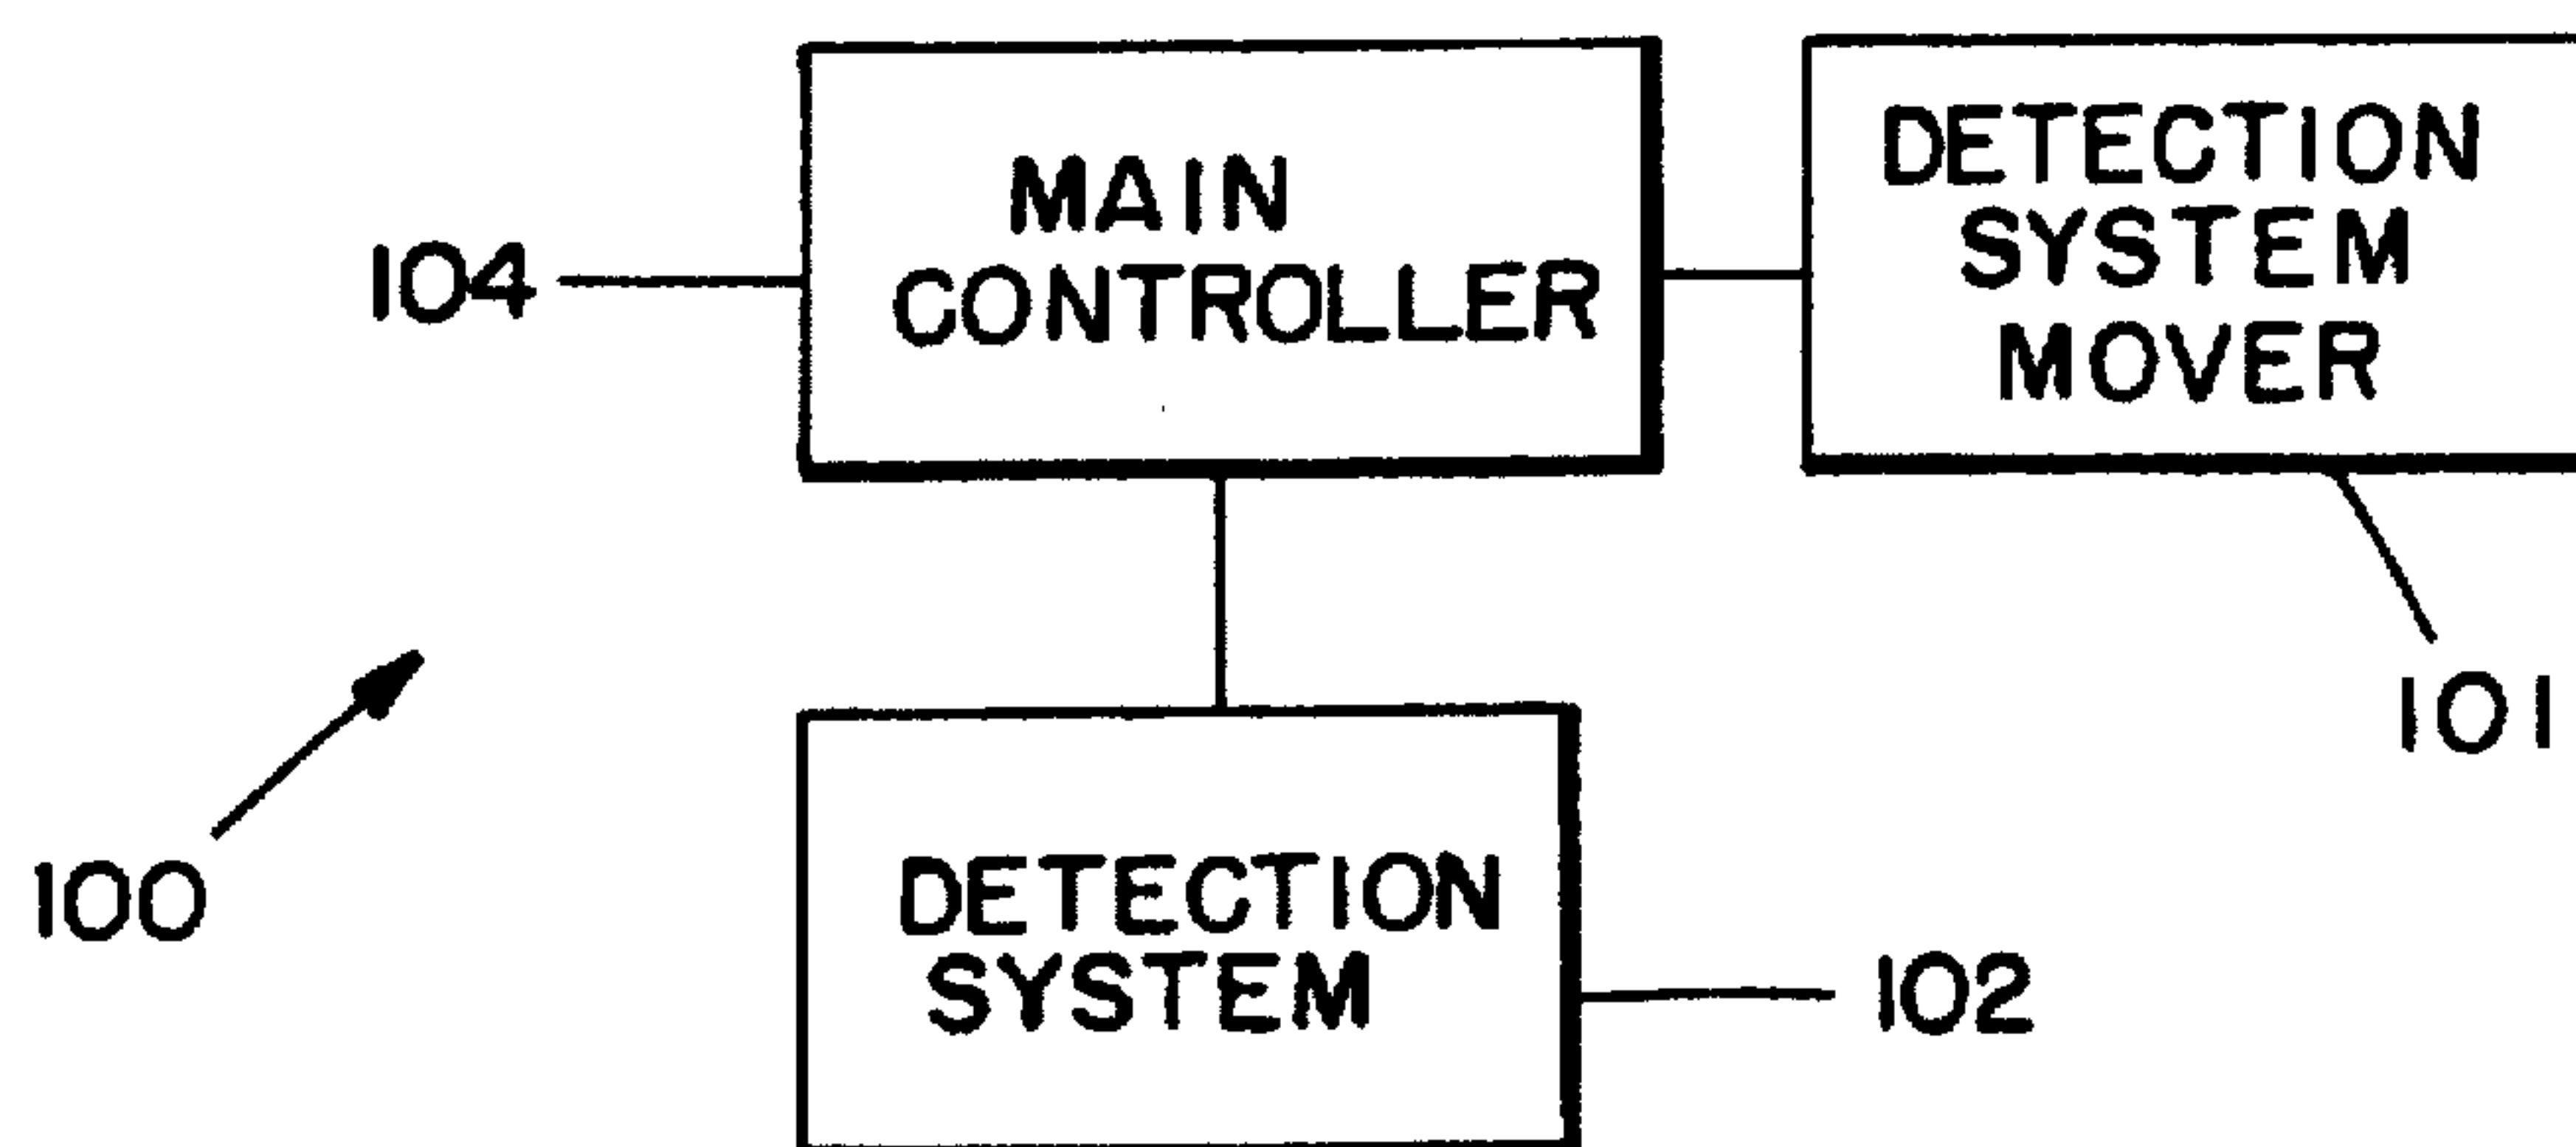 MAIN
CONTROLLER
DETECTION
SYSTEM
MOVER
104
101
100
DETECTION
SYSTEM
102